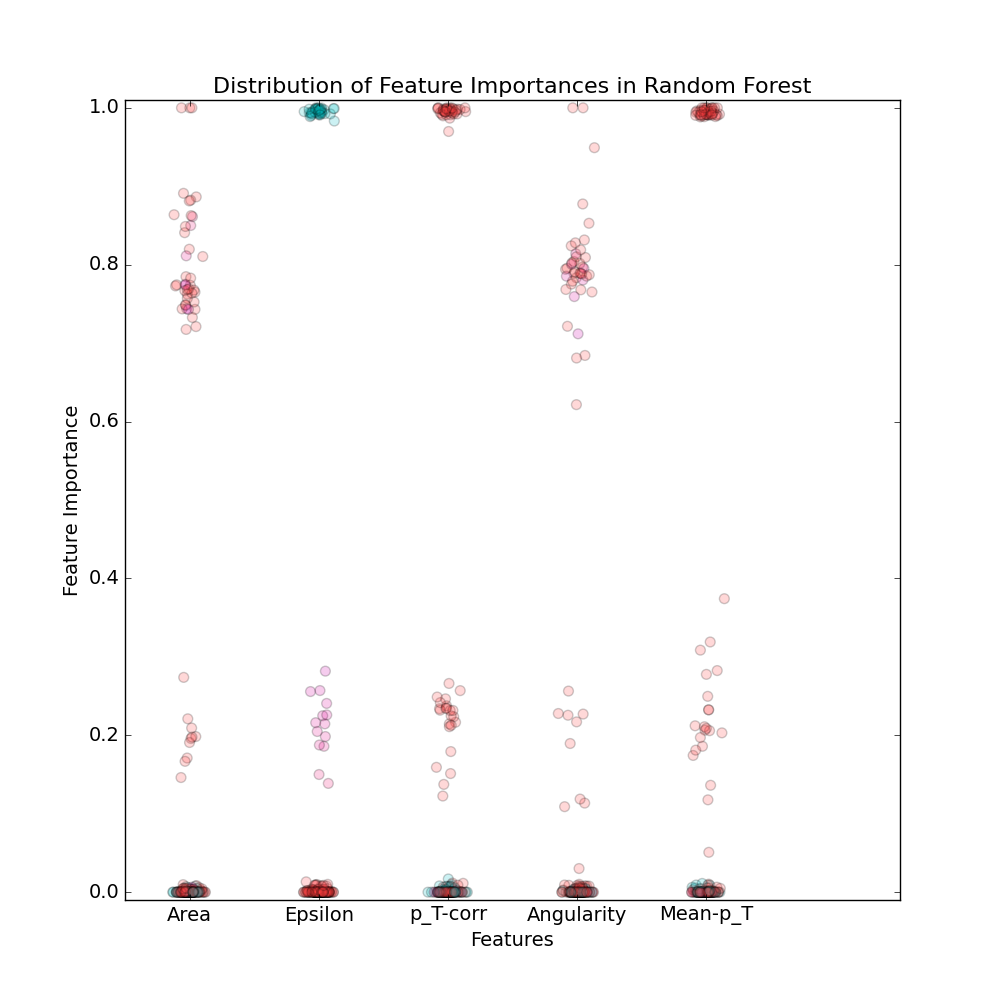 Distribution of Feature Importances in Random Forest
1.0
0.8
0.6
0.4
0.2
0.0
Feature Importance
Area Epsilon p_T-corr Angularity Mean-p_T
Features